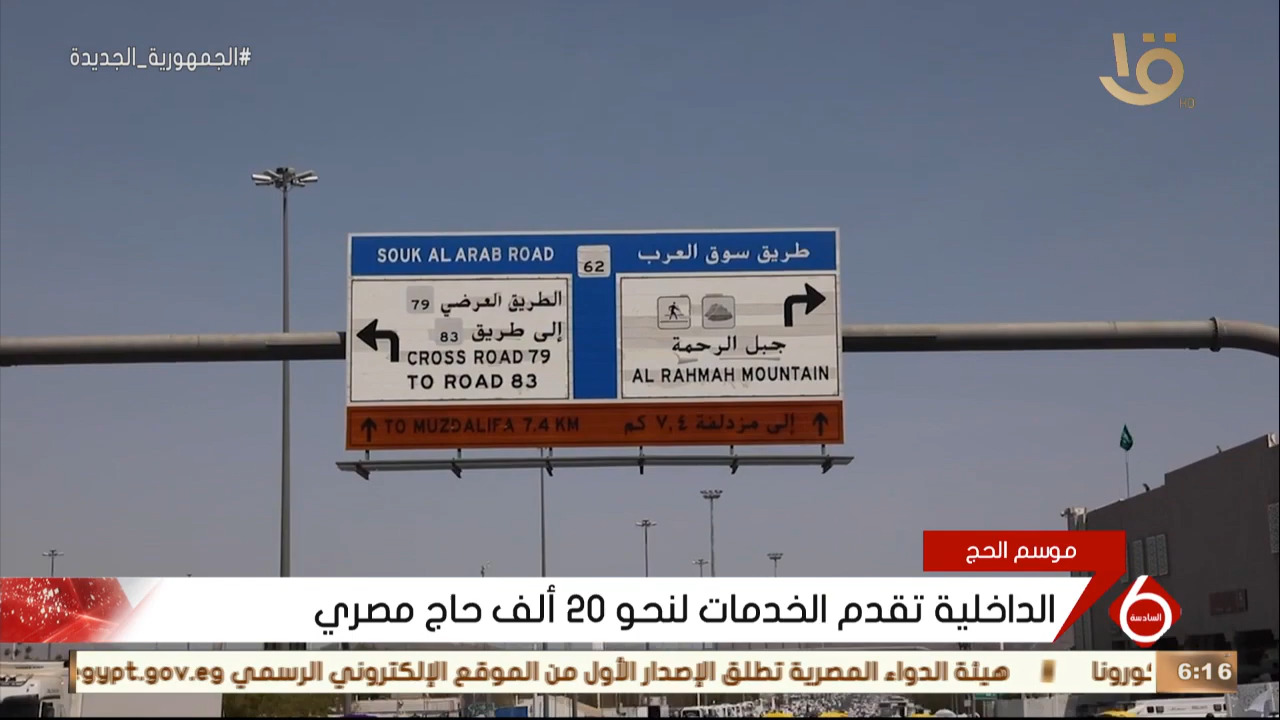 #الجمهورية_الجديدة
HD
SOUK AL ARAB ROAD
62
طريق سوق العرب
الطريق العرضي 79
إلى طريق 83
CROSS ROAD 79
TO ROAD 83
جبل الرحمة
AL RAHMAH MOUNTAIN
TO MUZDALIFA 7.4 KM
إلى مزدلفة ٧,٤ كم
موسم الحج
الداخلية تقدم الخدمات لنحو 20 ألف حاج مصري
السادسة
كورونا هيئة الدواء المصرية تطلق الإصدار الأول من الموقع الإلكتروني الرسمي egypt.gov.eg
6:16